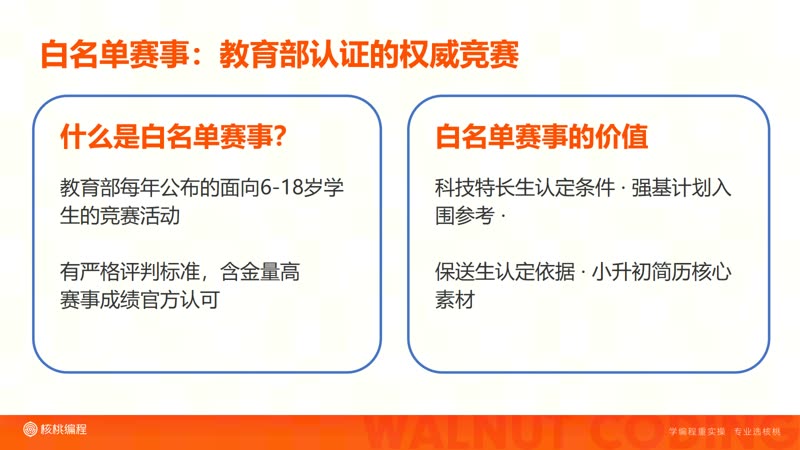 白名单赛事：教育部认证的权威竞赛
什么是白名单赛事?
教育部每年公布的面向6-18岁学
生的竞赛活动
有严格评判标准，含金量高
赛事成绩官方认可
白名单赛事的价值
科技特长生认定条件 · 强基计划入
围参考 ·
保送生认定依据 · 小升初简历核心
素材
核桃编程
WALNUT CODING
学编程重实操 专业选核桃